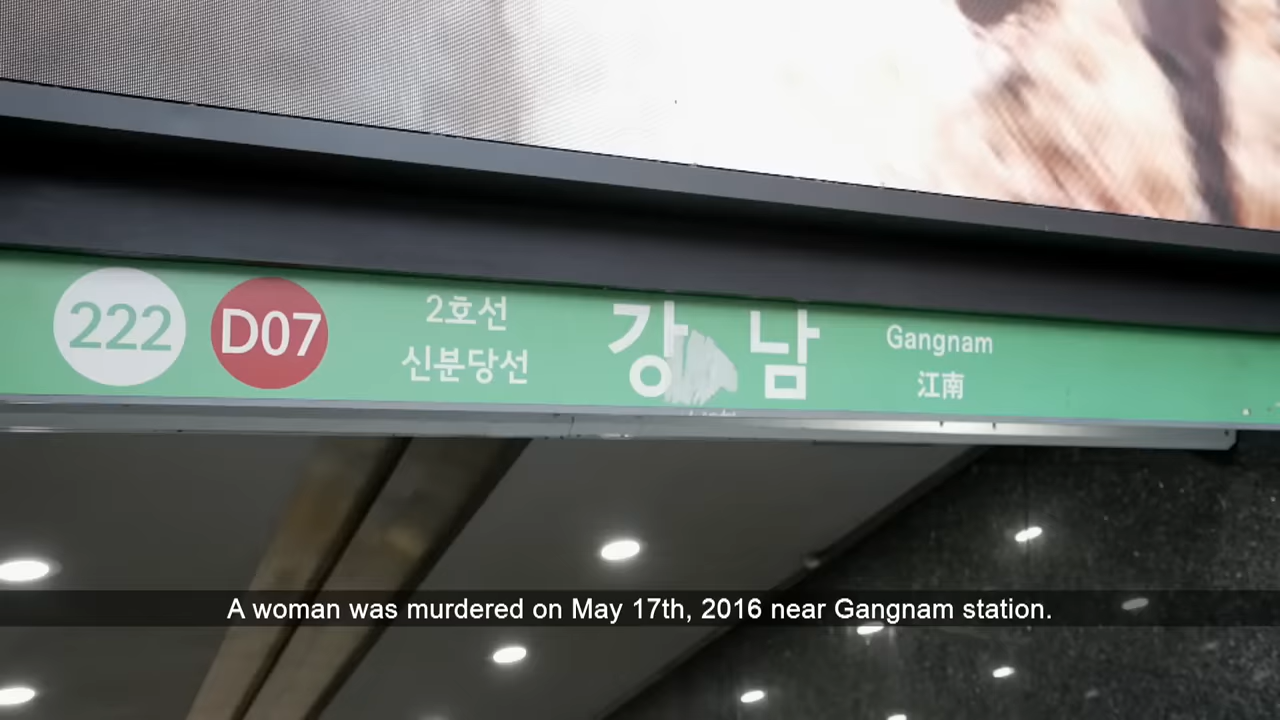 222
D07
2호선
신분당선
강남
Gangnam
江南
A woman was murdered on May 17th, 2016 near Gangnam station.